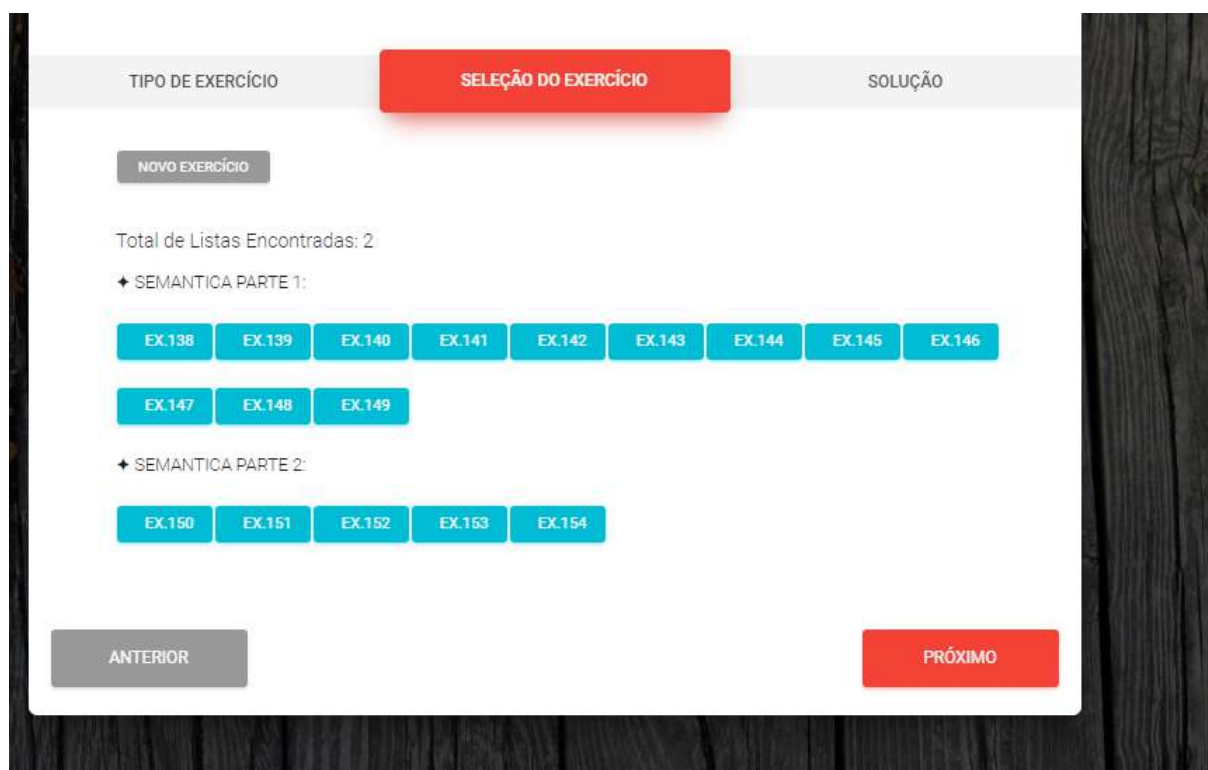 TIPO DE EXERCÍCIO SELEÇÃO DO EXERCÍCIO SOLUÇÃO
NOVO EXERCÍCIO
Total de Listas Encontradas: 2
✦ SEMANTICA PARTE 1:
EX.138 EX.139 EX.140 EX.141 EX.142 EX.143 EX.144 EX.145 EX.146
EX.147 EX.148 EX.149
✦ SEMANTICA PARTE 2:
EX.150 EX.151 EX.152 EX.153 EX.154
ANTERIOR PRÓXIMO